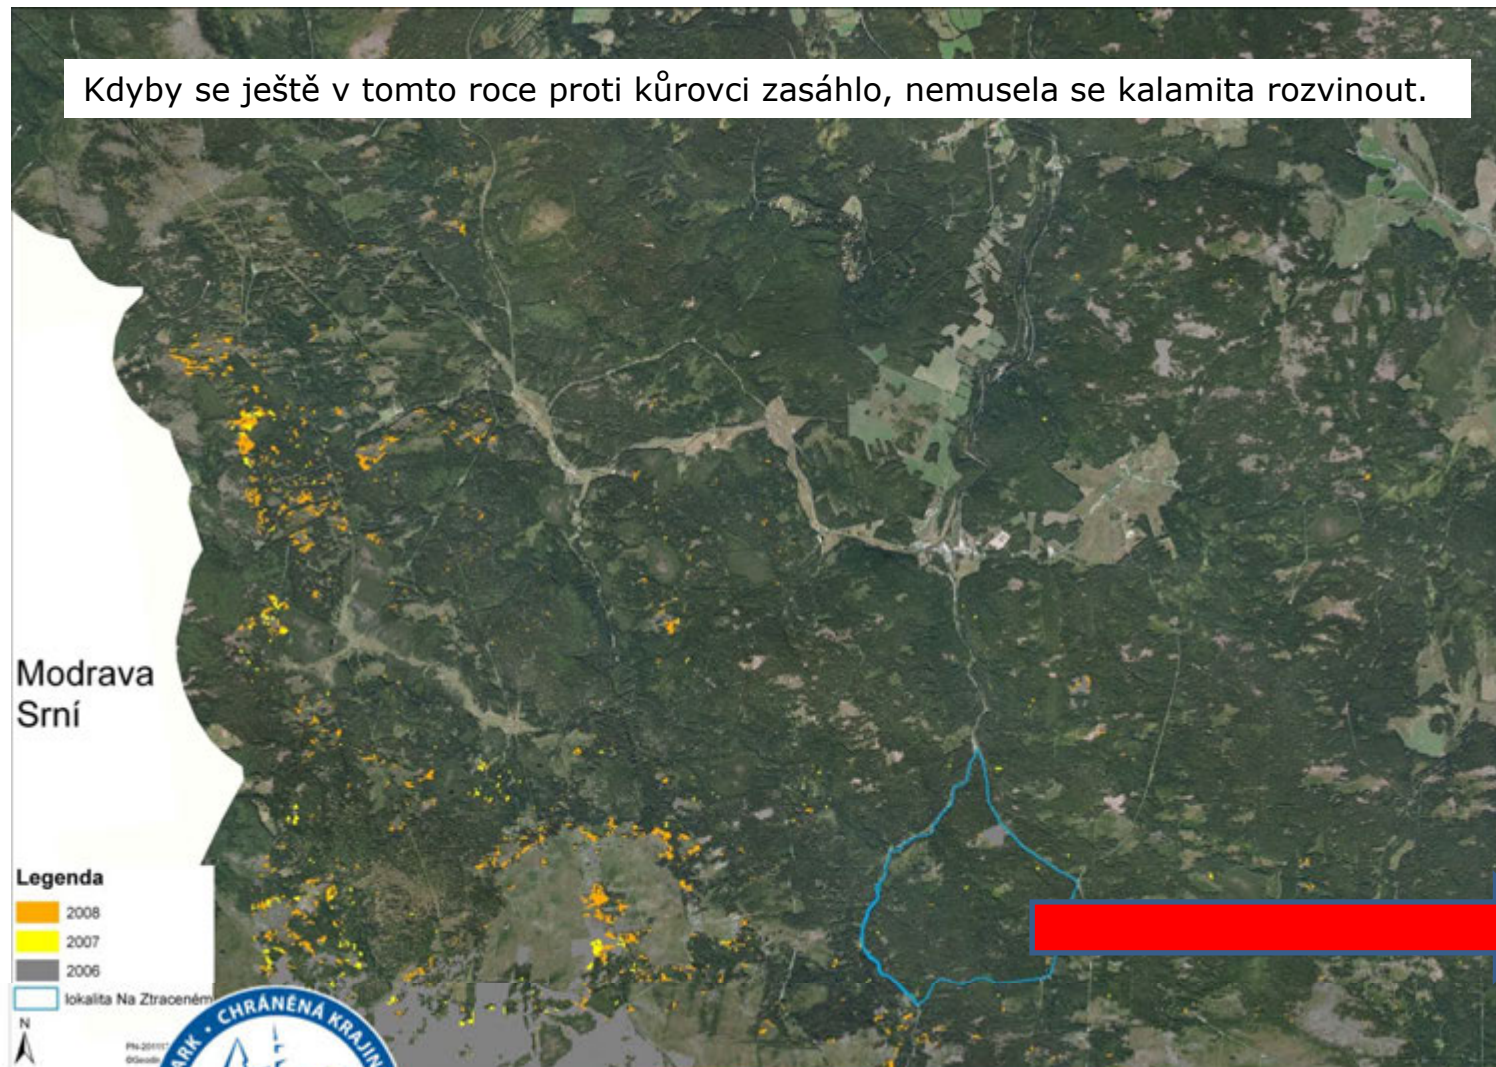 Kdyby se ještě v tomto roce proti kůrovci zasáhlo, nemusela se kalamita rozvinout.
Modrava
Srní
Legenda
2008
2007
2006
lokalita Na Ztraceném
N
CHRÁNĚNÁ KRAJIN